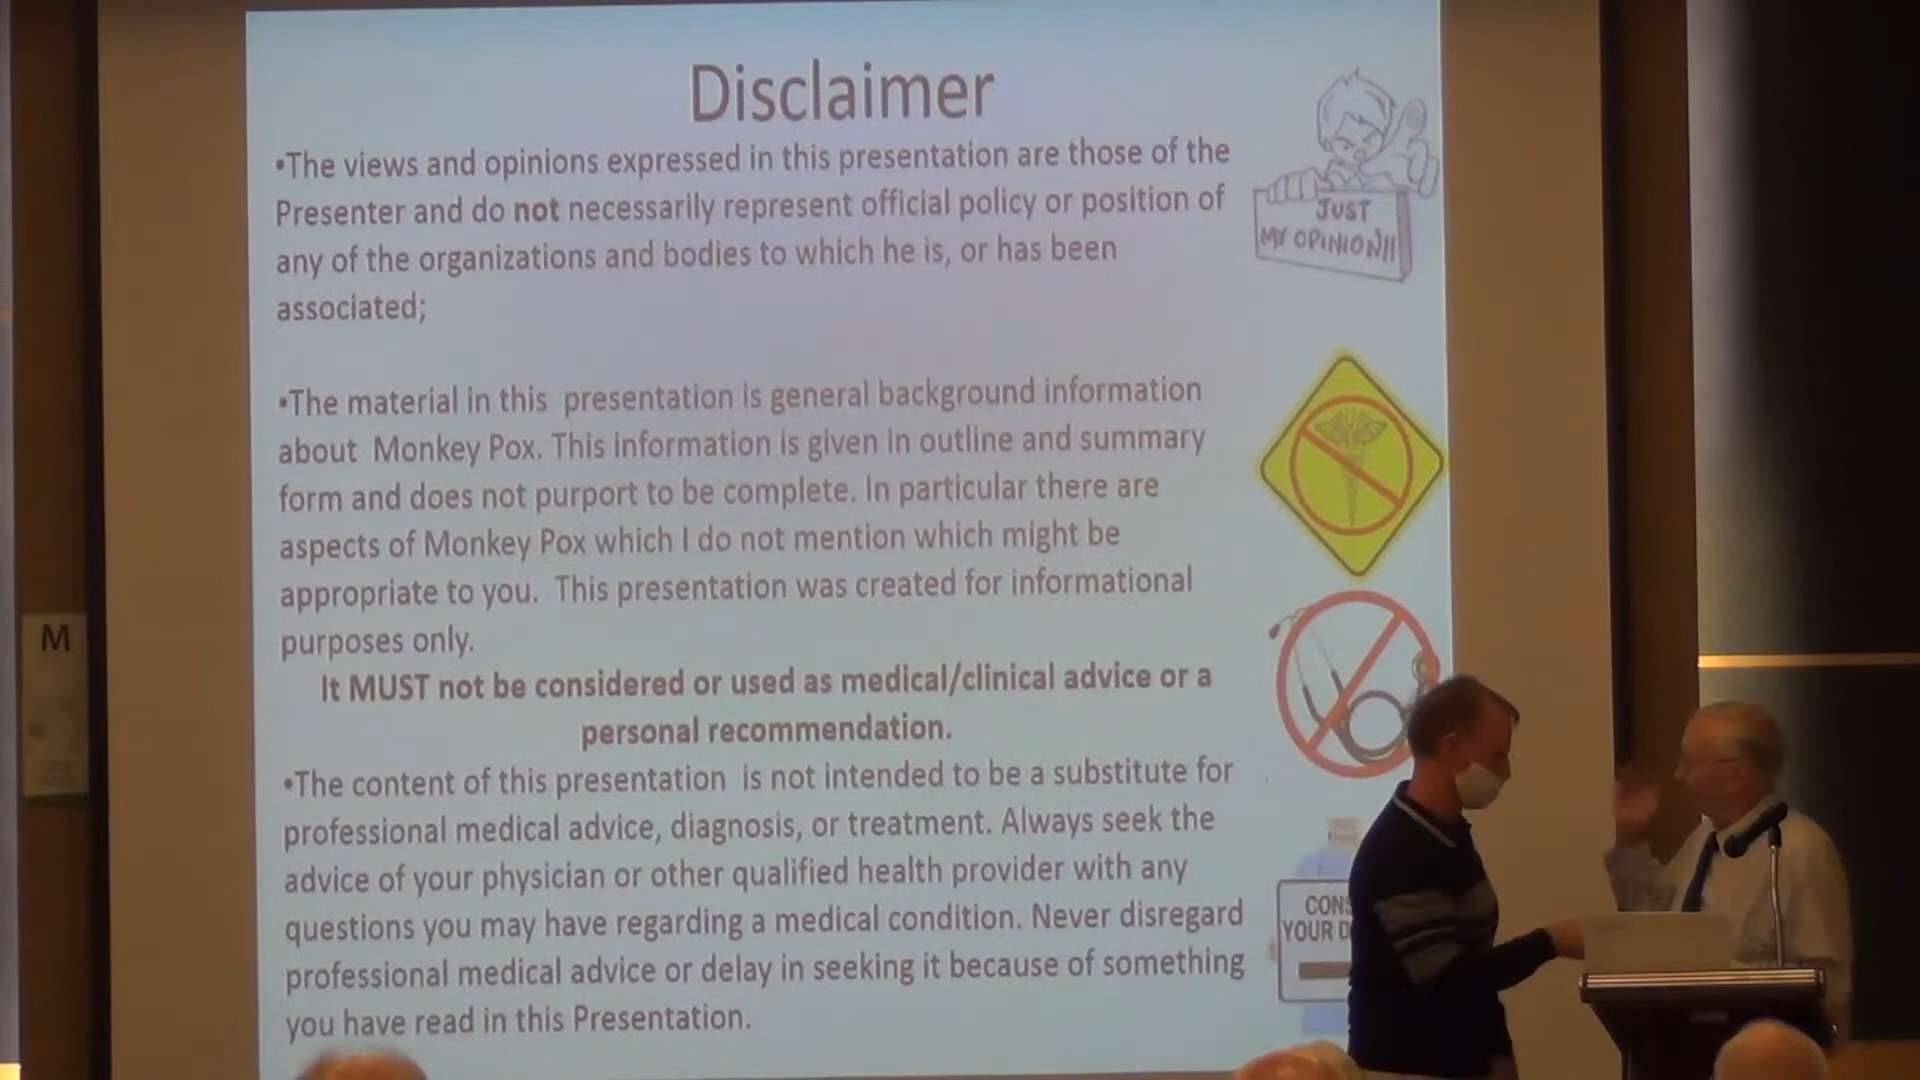 Disclaimer
•The views and opinions expressed in this presentation are those of the
Presenter and do not necessarily represent official policy or position of
any of the organizations and bodies to which he is, or has been
associated;
JUST
MY OPINION!!
•The material in this presentation is general background information
about Monkey Pox. This information is given in outline and summary
form and does not purport to be complete. In particular there are
aspects of Monkey Pox which I do not mention which might be
appropriate to you. This presentation was created for informational
purposes only.
It MUST not be considered or used as medical/clinical advice or a
personal recommendation.
•The content of this presentation is not intended to be a substitute for
professional medical advice, diagnosis, or treatment. Always seek the
advice of your physician or other qualified health provider with any
questions you may have regarding a medical condition. Never disregard
professional medical advice or delay in seeking it because of something
you have read in this Presentation.
CONS
YOUR D
M